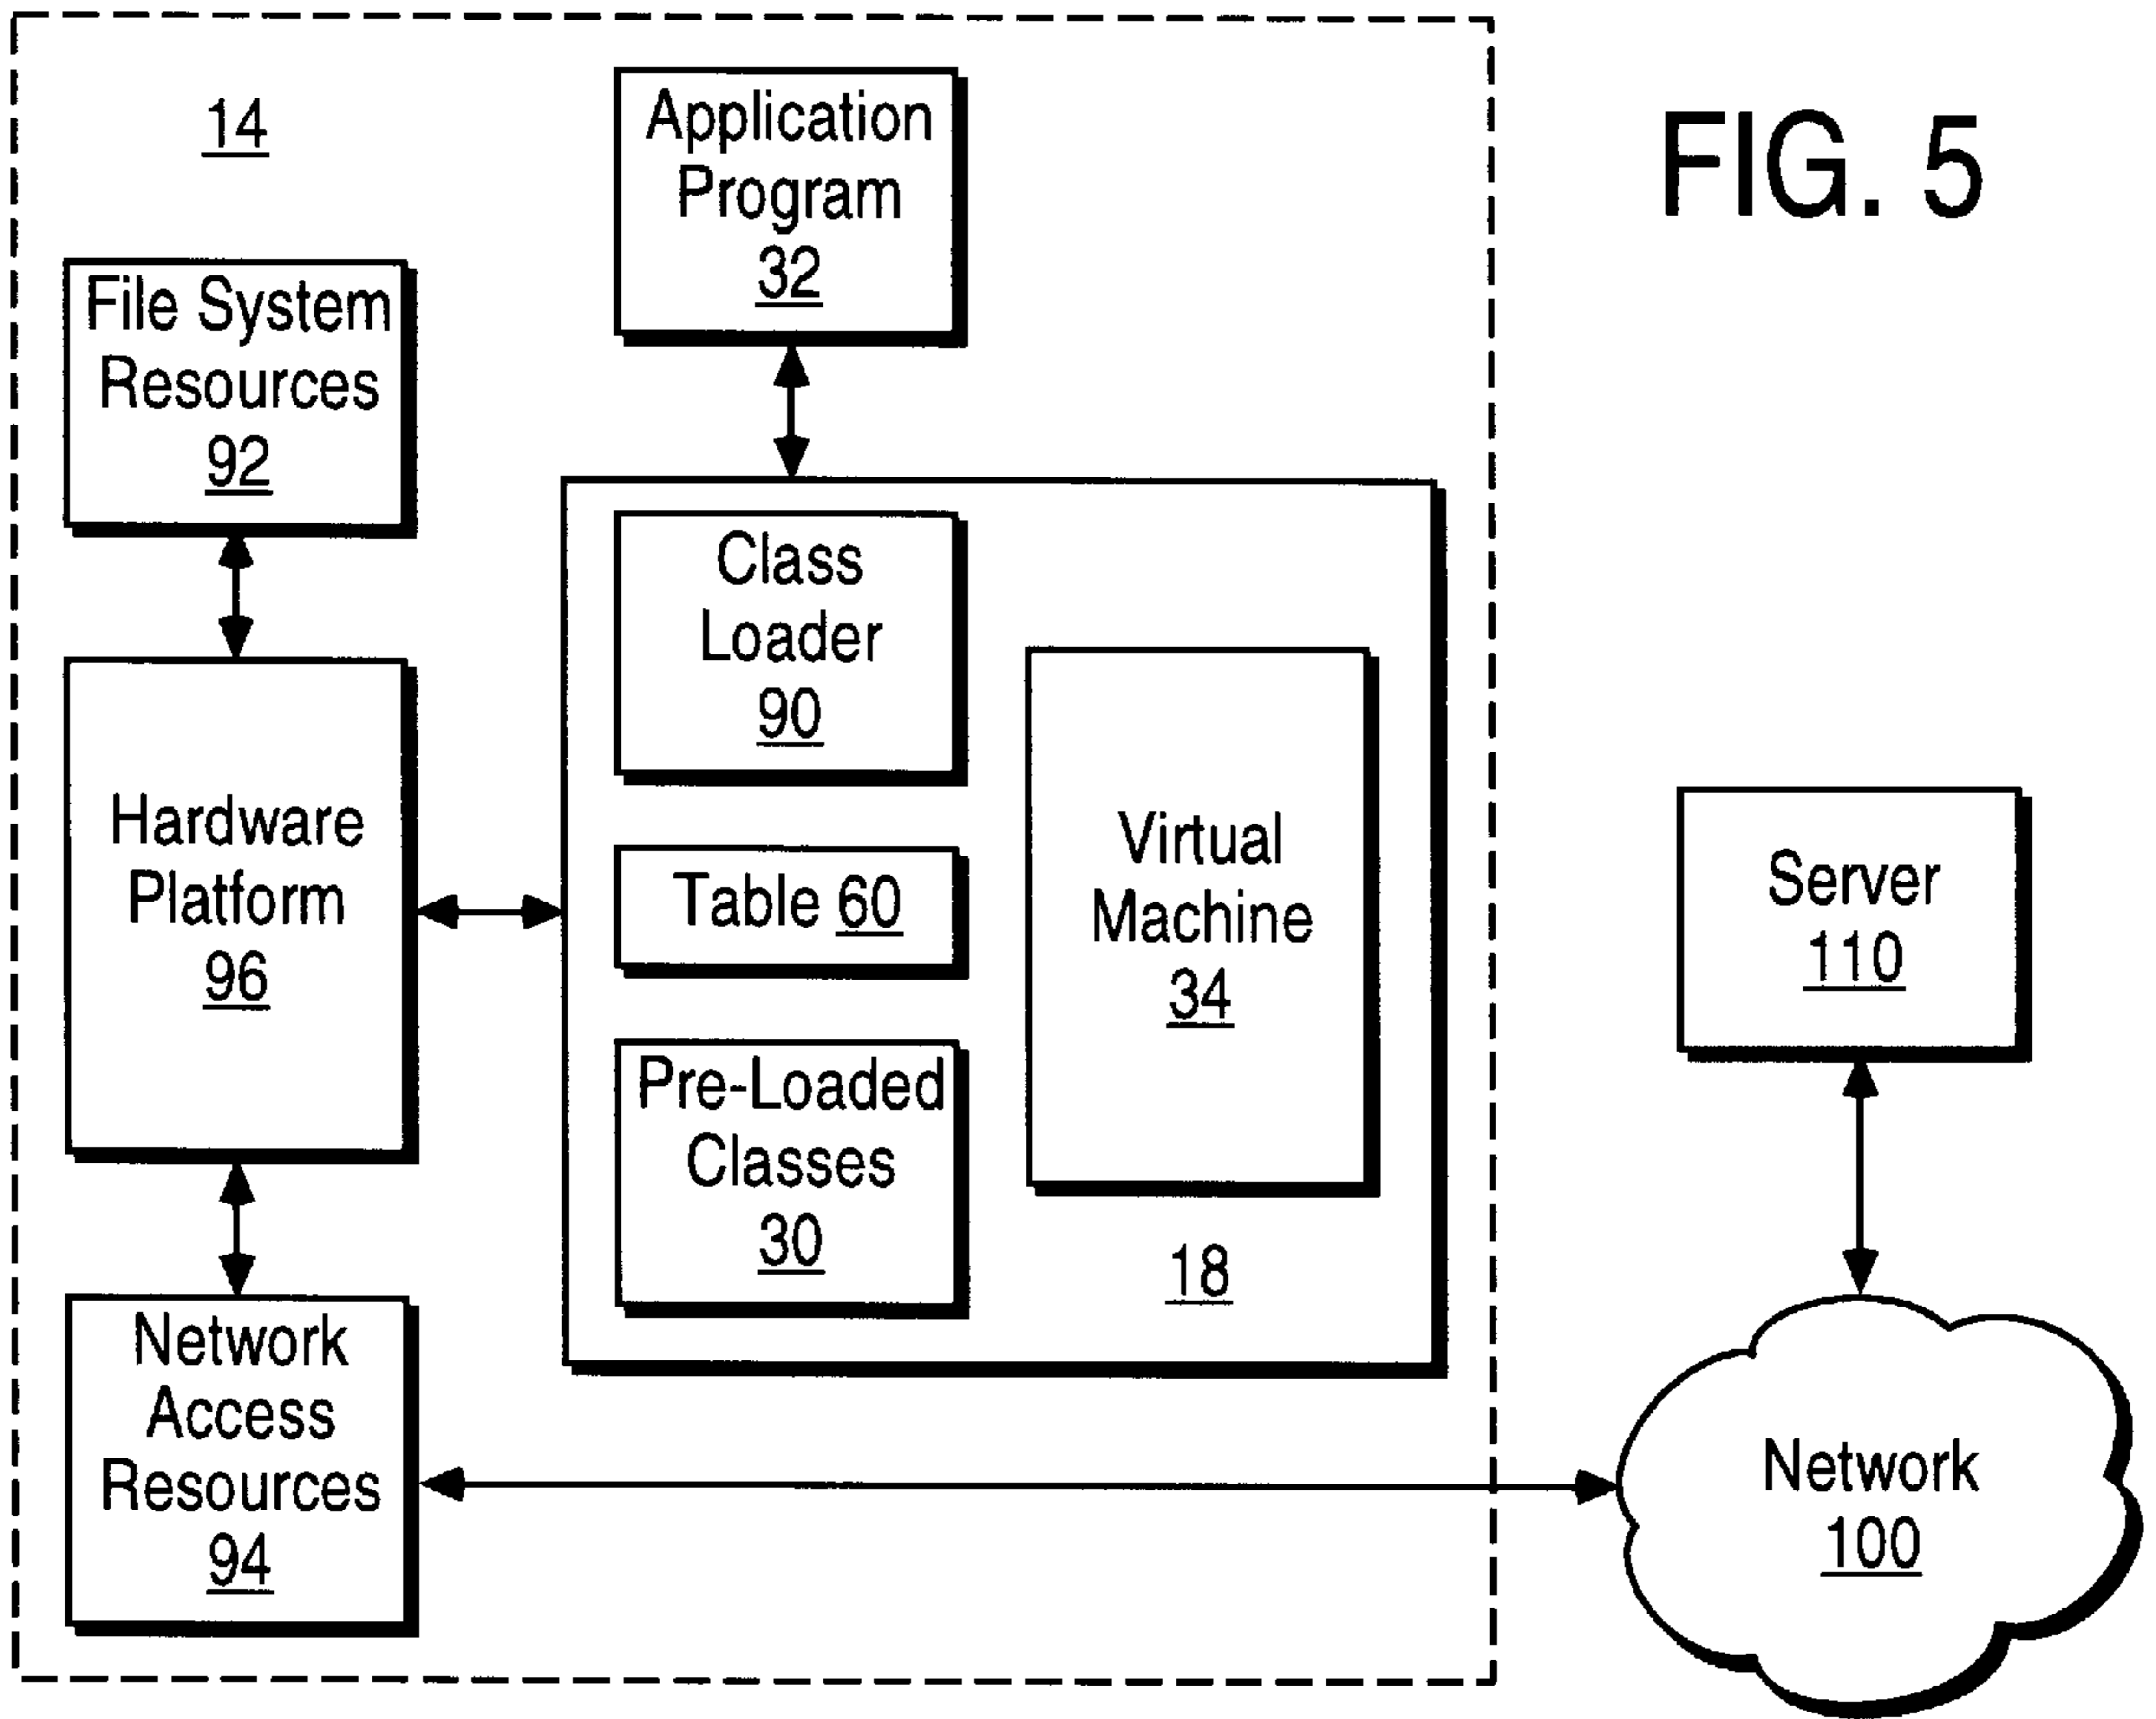 FIG. 5
14
Application
Program
32
File System
Resources
92
Class
Loader
90
Hardware
Platform
96
Table 60
Virtual
Machine
34
Pre-Loaded
Classes
30
18
Server
110
Network
Access
Resources
94
Network
100